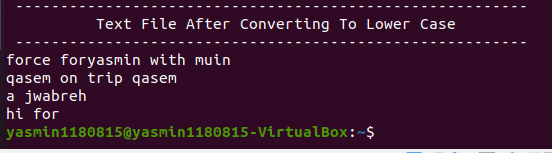 -----------------------------------------------------
Text File After Converting To Lower Case
-----------------------------------------------------
force foryasmin with muin
qasem on trip qasem
a jwabreh
hi for
yasmin1180815@yasmin1180815-VirtualBox:~$